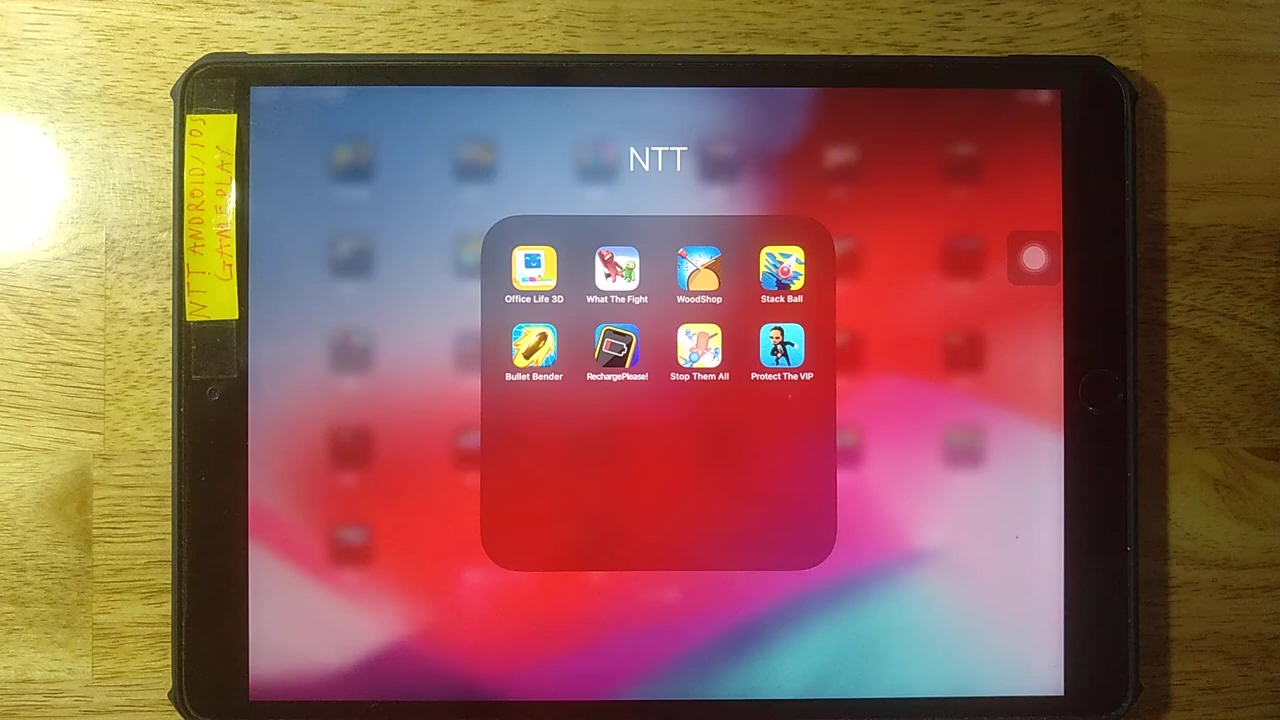 NTT ANDROID/IOS
GAMEPLAY
NTT
Office Life 3D
What The Fight
WoodShop
Stack Ball
Bullet Bender
RechargePlease!
Stop Them All
Protect The VIP